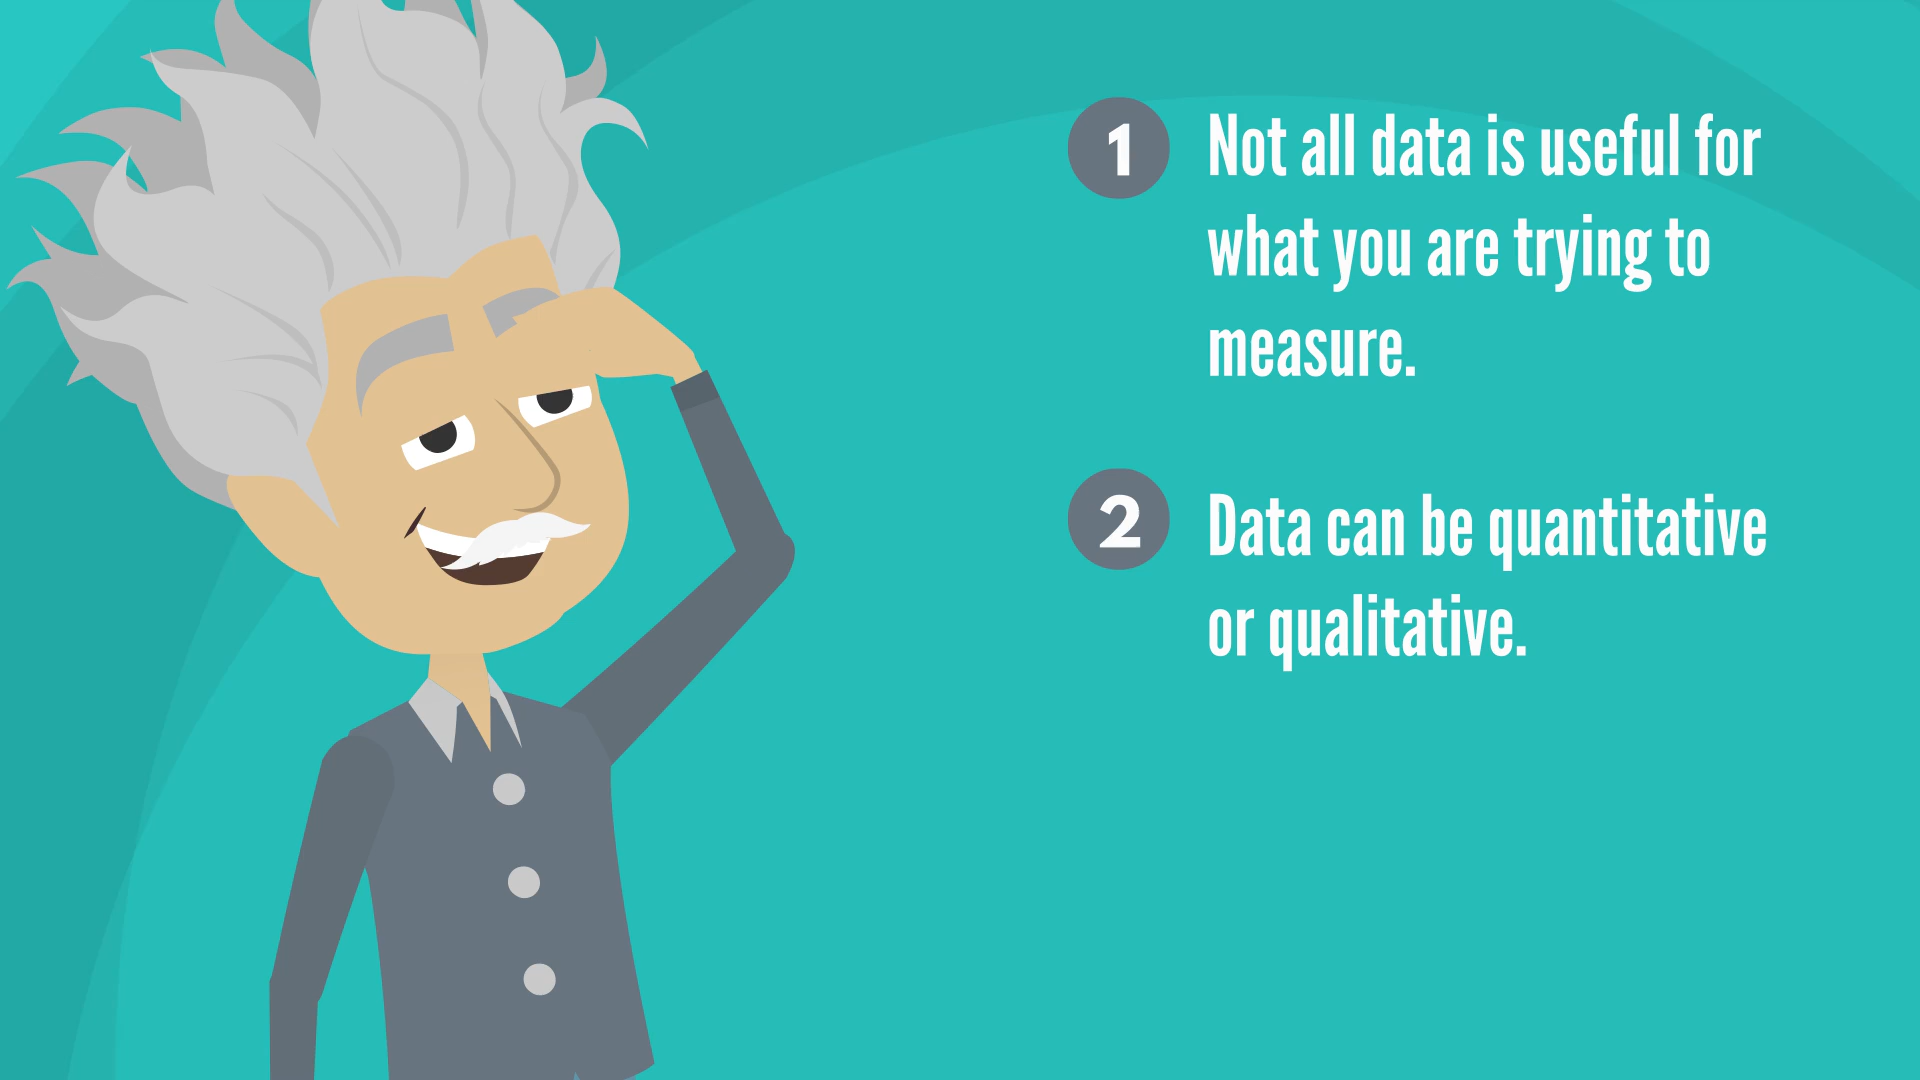 1 Not all data is useful for
what you are trying to
measure.
2 Data can be quantitative
or qualitative.